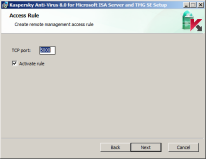 Kaspersky Anti-Virus 8.0 for Microsoft ISA Server and TMG SE Setup
Access Rule
Create remote management access rule
TCP port:
Activate rule
Back
Next
Cancel